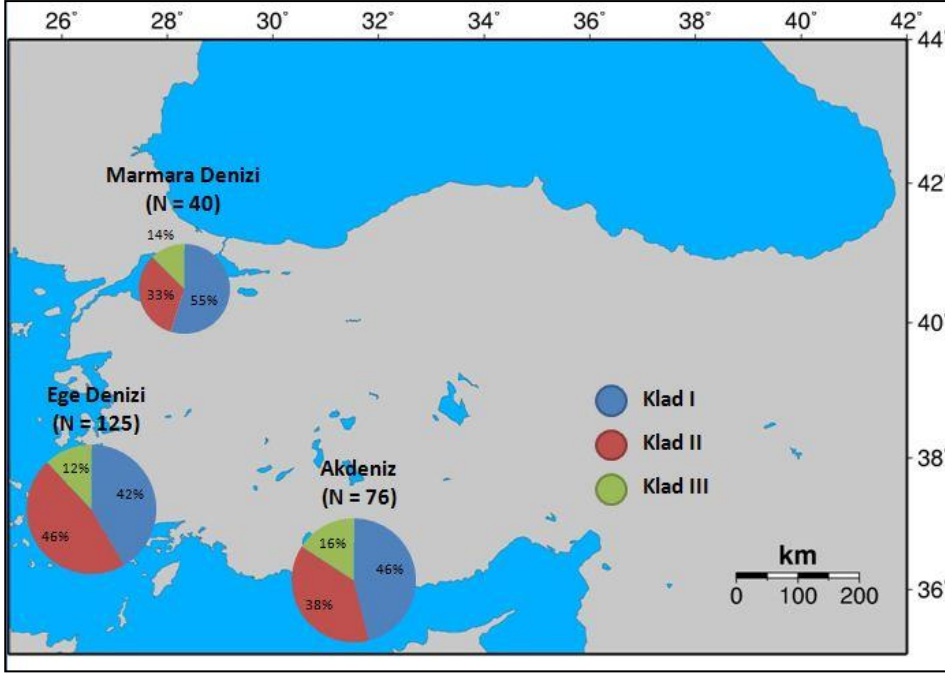 26° 28° 30° 32° 34° 36° 38° 40° 42°
44°
42°
40°
38°
36°
Marmara Denizi
(N = 40)
14%
33%
55%
Ege Denizi
(N = 125)
12%
42%
46%
Akdeniz
(N = 76)
16%
46%
38%
Klad I
Klad II
Klad III
km
0 100 200